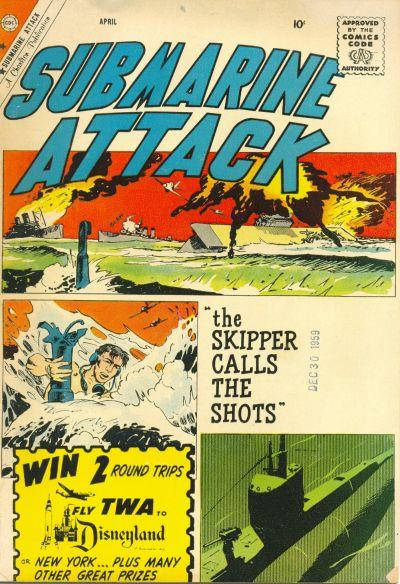 CDC
SUBMARINE ATTACK
A Charlton Publication
APRIL
10¢
APPROVED
BY THE
COMICS
CODE
AUTHORITY
SUBMARINE
ATTACK
"the
SKIPPER
CALLS
THE
SHOTS"
DEC 30 1959
WIN 2 ROUND TRIPS
FLY TWA TO
Disneyland
OR NEW YORK... PLUS MANY
OTHER GREAT PRIZES